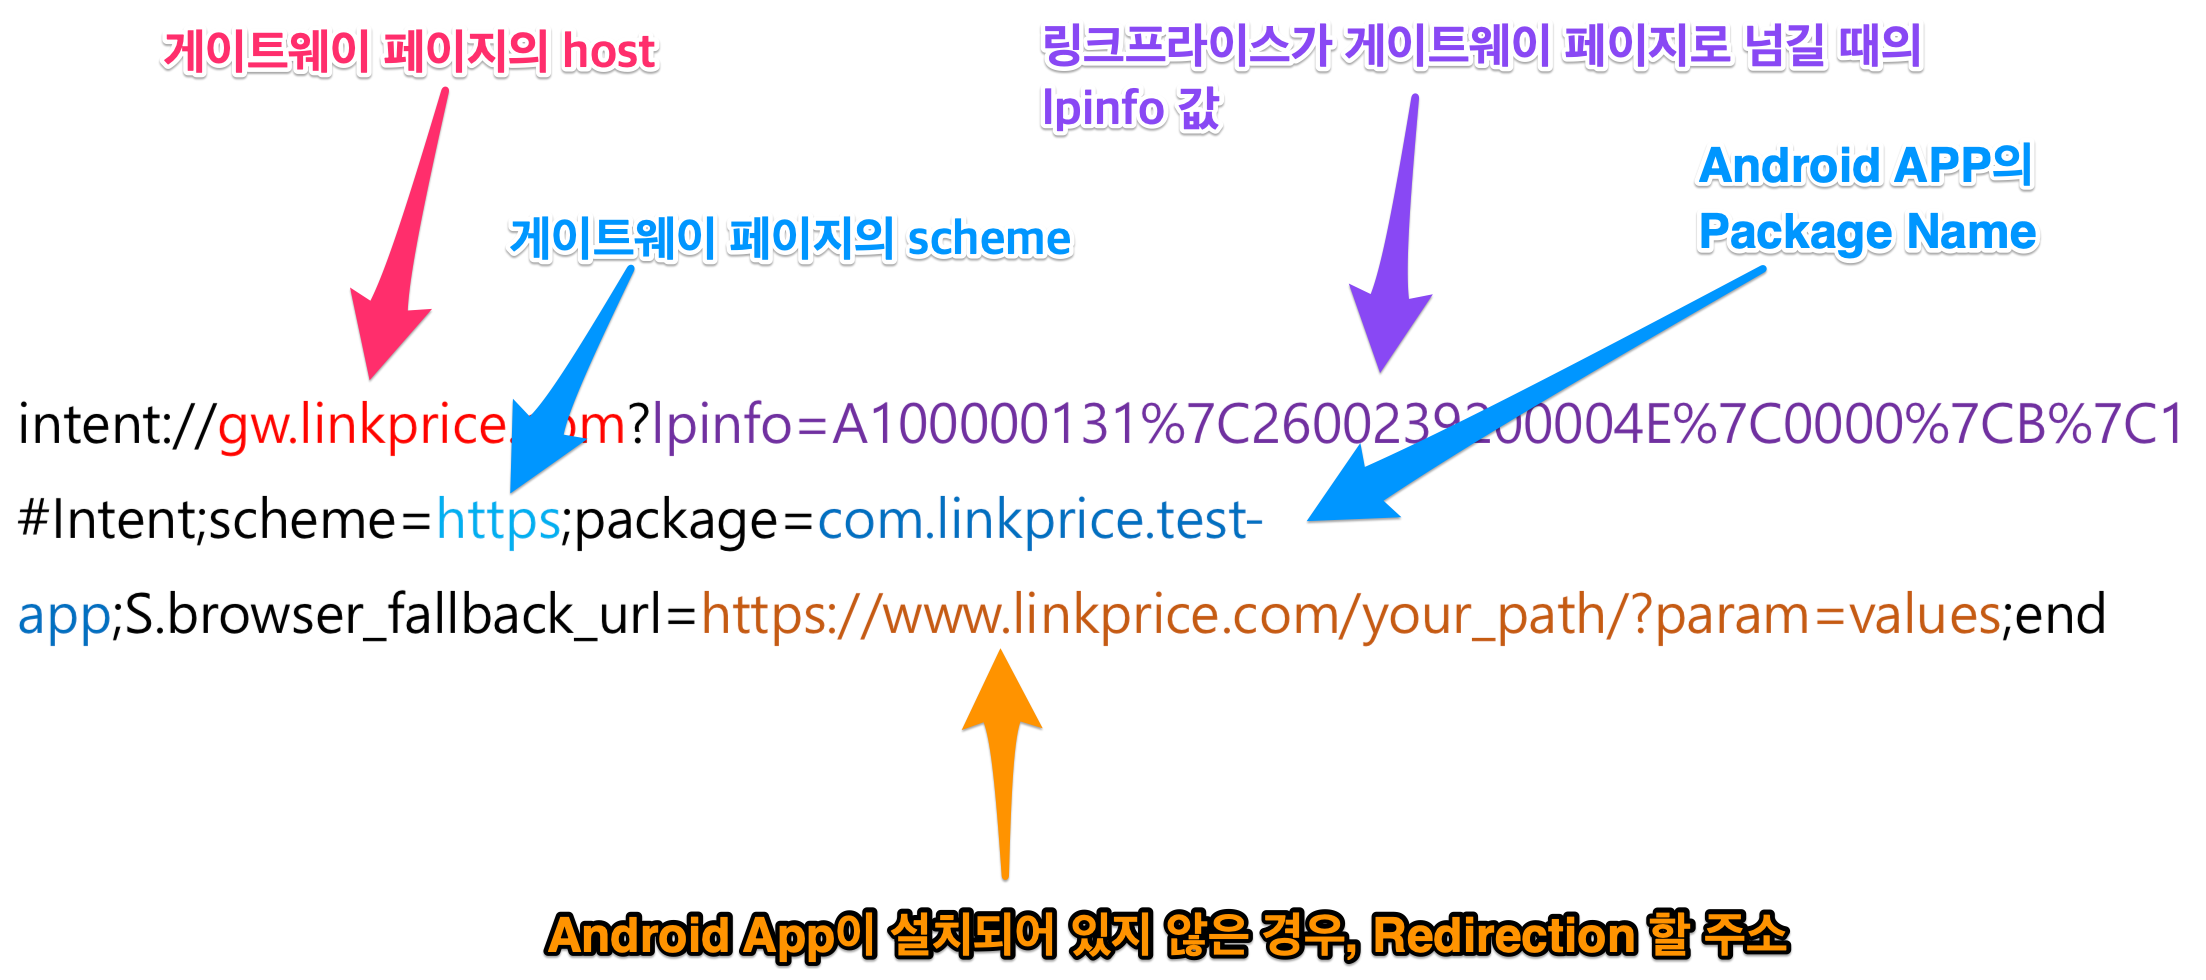 게이트웨이 페이지의 host
링크프라이스가 게이트웨이 페이지로 넘길 때의
lpinfo 값
Android APP의
Package Name
게이트웨이 페이지의 scheme
intent://gw.linkprice.com?lpinfo=A100000131%7C2600239200004E%7C0000%7CB%7C1
#Intent;scheme=https;package=com.linkprice.test-
app;S.browser_fallback_url=https://www.linkprice.com/your_path/?param=values;end
Android App이 설치되어 있지 않은 경우, Redirection 할 주소